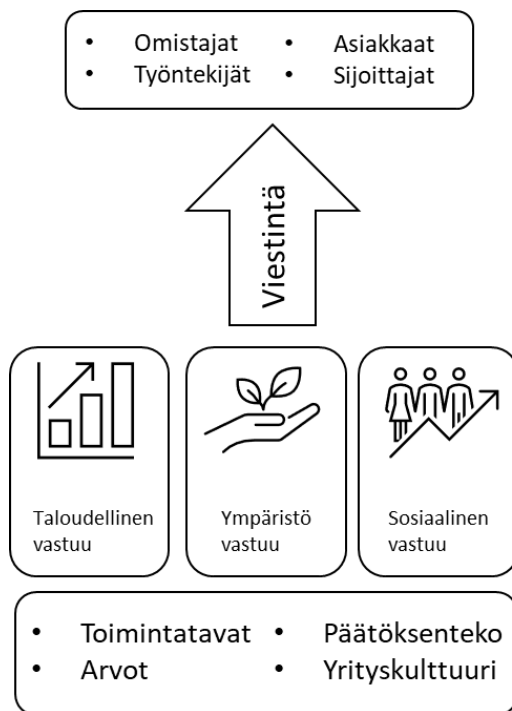 • Omistajat • Asiakkaat
• Työntekijät • Sijoittajat
Viestintä
Taloudellinen
vastuu
Ympäristö
vastuu
Sosiaalinen
vastuu
• Toimintatavat • Päätöksenteko
• Arvot • Yrityskulttuuri